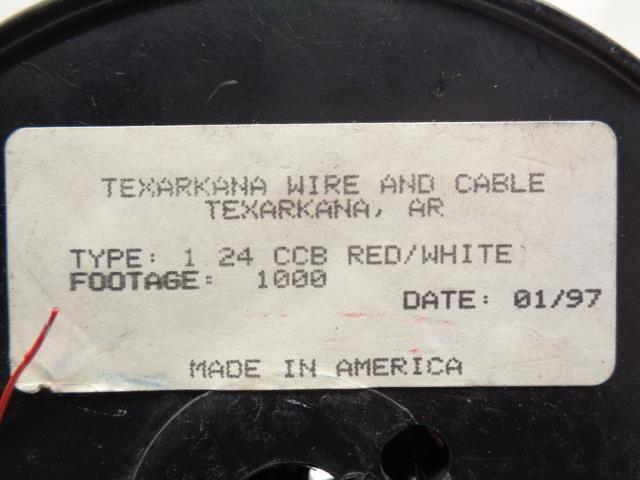 TEXARKANA WIRE AND CABLE
TEXARKANA, AR
TYPE: 1 24 CCB RED/WHITE
FOOTAGE: 1000
DATE: 01/97
MADE IN AMERICA